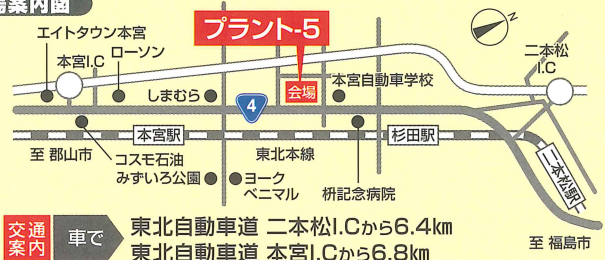 場案内図
プラント-5
N
エイトタウン本宮
ローソン
二本松
I.C
本宮I.C
本宮自動車学校
しまむら
4
会場
本宮駅
杉田駅
至 郡山市
コスモ石油
東北本線
二本松駅
みずいろ公園
ヨーク
ベニマル
枡記念病院
交通
案内
車で
東北自動車道 二本松I.Cから6.4km
東北自動車道 本宮I.Cから6.8km
至 福島市